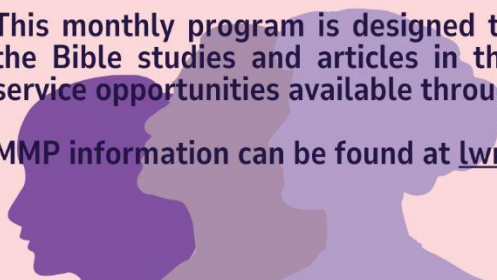 This monthly program is designed t
the Bible studies and articles in th
service opportunities available throu
MMP information can be found at lwr